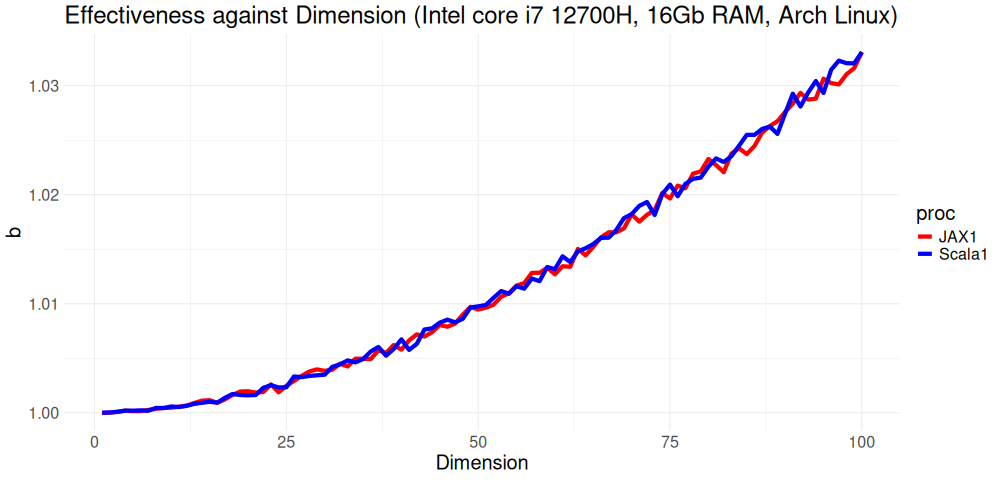 Effectiveness against Dimension (Intel core i7 12700H, 16Gb RAM, Arch Linux)
1.03
1.02
1.01
1.00
b
0 25 50 75 100
Dimension
proc
JAX1
Scala1